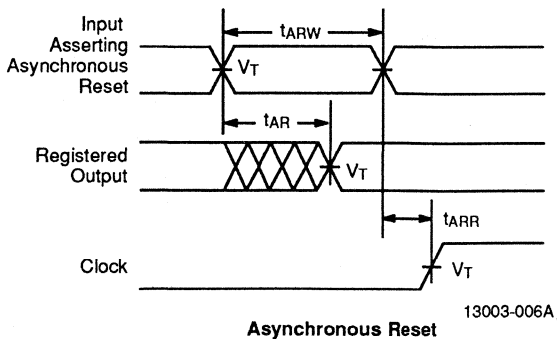 Input
Asserting
Asynchronous
Reset
tARW
VT
tAR
Registered
Output
VT
tARR
Clock
VT
13003-006A
Asynchronous Reset